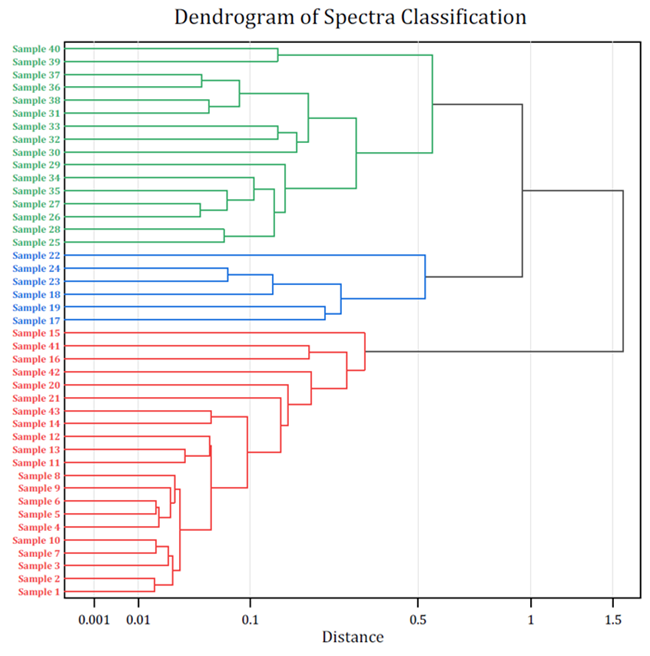 Dendrogram of Spectra Classification
Sample 40
Sample 39
Sample 37
Sample 36
Sample 38
Sample 31
Sample 33
Sample 32
Sample 30
Sample 29
Sample 34
Sample 35
Sample 27
Sample 26
Sample 28
Sample 25
Sample 22
Sample 24
Sample 23
Sample 18
Sample 19
Sample 17
Sample 15
Sample 41
Sample 16
Sample 42
Sample 20
Sample 21
Sample 43
Sample 14
Sample 12
Sample 13
Sample 11
Sample 8
Sample 9
Sample 6
Sample 5
Sample 4
Sample 10
Sample 7
Sample 3
Sample 2
Sample 1
0.001 0.01 0.1 0.5 1 1.5
Distance